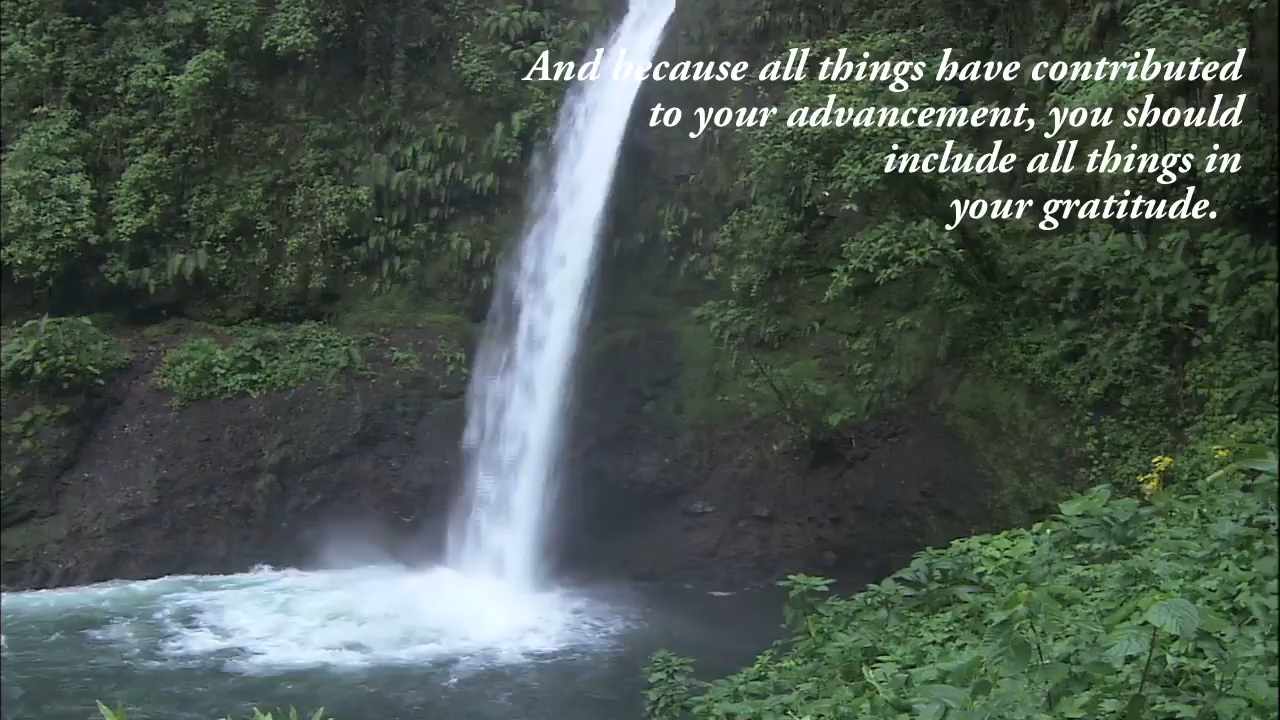 And because all things have contributed
to your advancement, you should
include all things in
your gratitude.